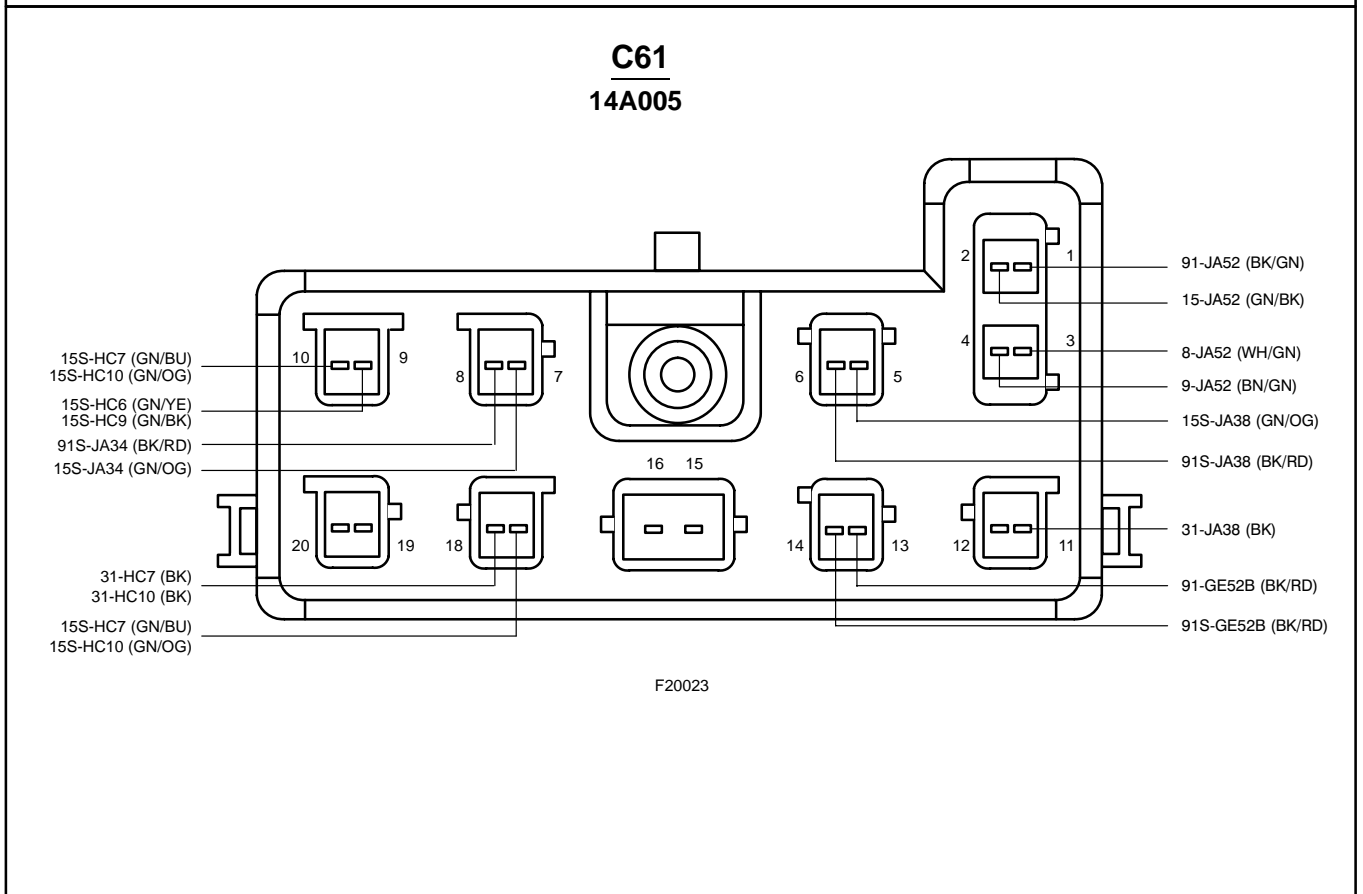 C61
14A005
2 1
91-JA52 (BK/GN)
15-JA52 (GN/BK)
4 3
8-JA52 (WH/GN)
9-JA52 (BN/GN)
10 9
8 7
6 5
15S-HC7 (GN/BU)
15S-HC10 (GN/OG)
15S-HC6 (GN/YE)
15S-HC9 (GN/BK)
91S-JA34 (BK/RD)
15S-JA34 (GN/OG)
15S-JA38 (GN/OG)
91S-JA38 (BK/RD)
16 15
20 19
18
14 13
12 11
31-JA38 (BK)
31-HC7 (BK)
31-HC10 (BK)
15S-HC7 (GN/BU)
15S-HC10 (GN/OG)
91-GE52B (BK/RD)
91S-GE52B (BK/RD)
F20023